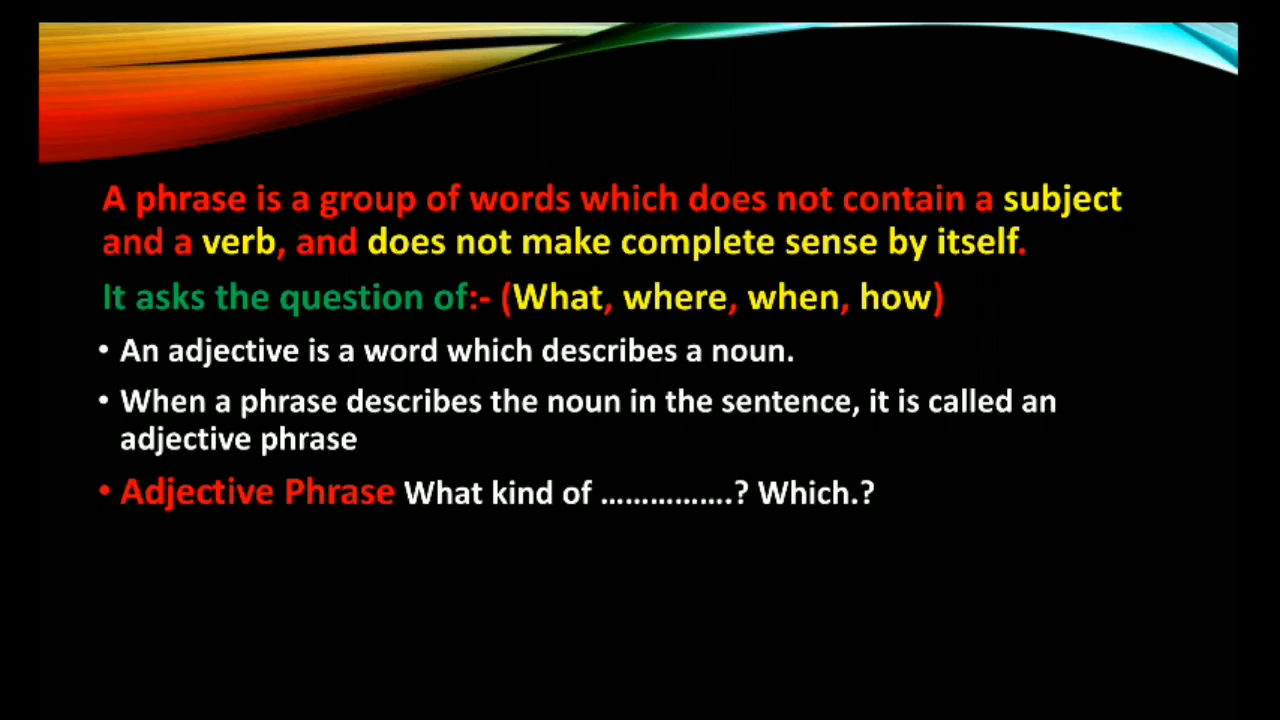 A phrase is a group of words which does not contain a subject
and a verb, and does not make complete sense by itself.
It asks the question of:- (What, where, when, how)
• An adjective is a word which describes a noun.
• When a phrase describes the noun in the sentence, it is called an
adjective phrase
• Adjective Phrase What kind of …………….? Which.?